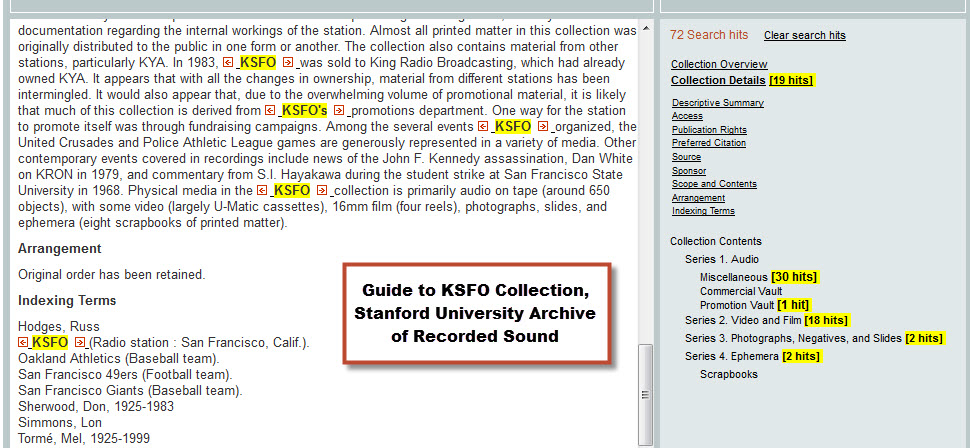 documentation regarding the internal workings of the station. Almost all printed matter in this collection was
originally distributed to the public in one form or another. The collection also contains material from other
stations, particularly KYA. In 1983, KSFO was sold to King Radio Broadcasting, which had already
owned KYA. It appears that with all the changes in ownership, material from different stations has been
intermingled. It would also appear that, due to the overwhelming volume of promotional material, it is likely
that much of this collection is derived from KSFO's promotions department. One way for the station
to promote itself was through fundraising campaigns. Among the several events KSFO organized, the
United Crusades and Police Athletic League games are generously represented in a variety of media. Other
contemporary events covered in recordings include news of the John F. Kennedy assassination, Dan White
on KRON in 1979, and commentary from S.I. Hayakawa during the student strike at San Francisco State
University in 1968. Physical media in the KSFO collection is primarily audio on tape (around 650
objects), with some video (largely U-Matic cassettes), 16mm film (four reels), photographs, slides, and
ephemera (eight scrapbooks of printed matter).
Arrangement
Original order has been retained.
Indexing Terms
Hodges, Russ
KSFO (Radio station : San Francisco, Calif.).
Oakland Athletics (Baseball team).
San Francisco 49ers (Football team).
San Francisco Giants (Baseball team).
Sherwood, Don, 1925-1983
Simmons, Lon
Tormé, Mel, 1925-1999
Guide to KSFO Collection,
Stanford University Archive
of Recorded Sound
72 Search hits Clear search hits
Collection Overview
Collection Details [19 hits]
Descriptive Summary
Access
Publication Rights
Preferred Citation
Source
Sponsor
Scope and Contents
Arrangement
Indexing Terms
Collection Contents
Series 1. Audio
Miscellaneous [30 hits]
Commercial Vault
Promotion Vault [1 hit]
Series 2. Video and Film [18 hits]
Series 3. Photographs, Negatives, and Slides [2 hits]
Series 4. Ephemera [2 hits]
Scrapbooks